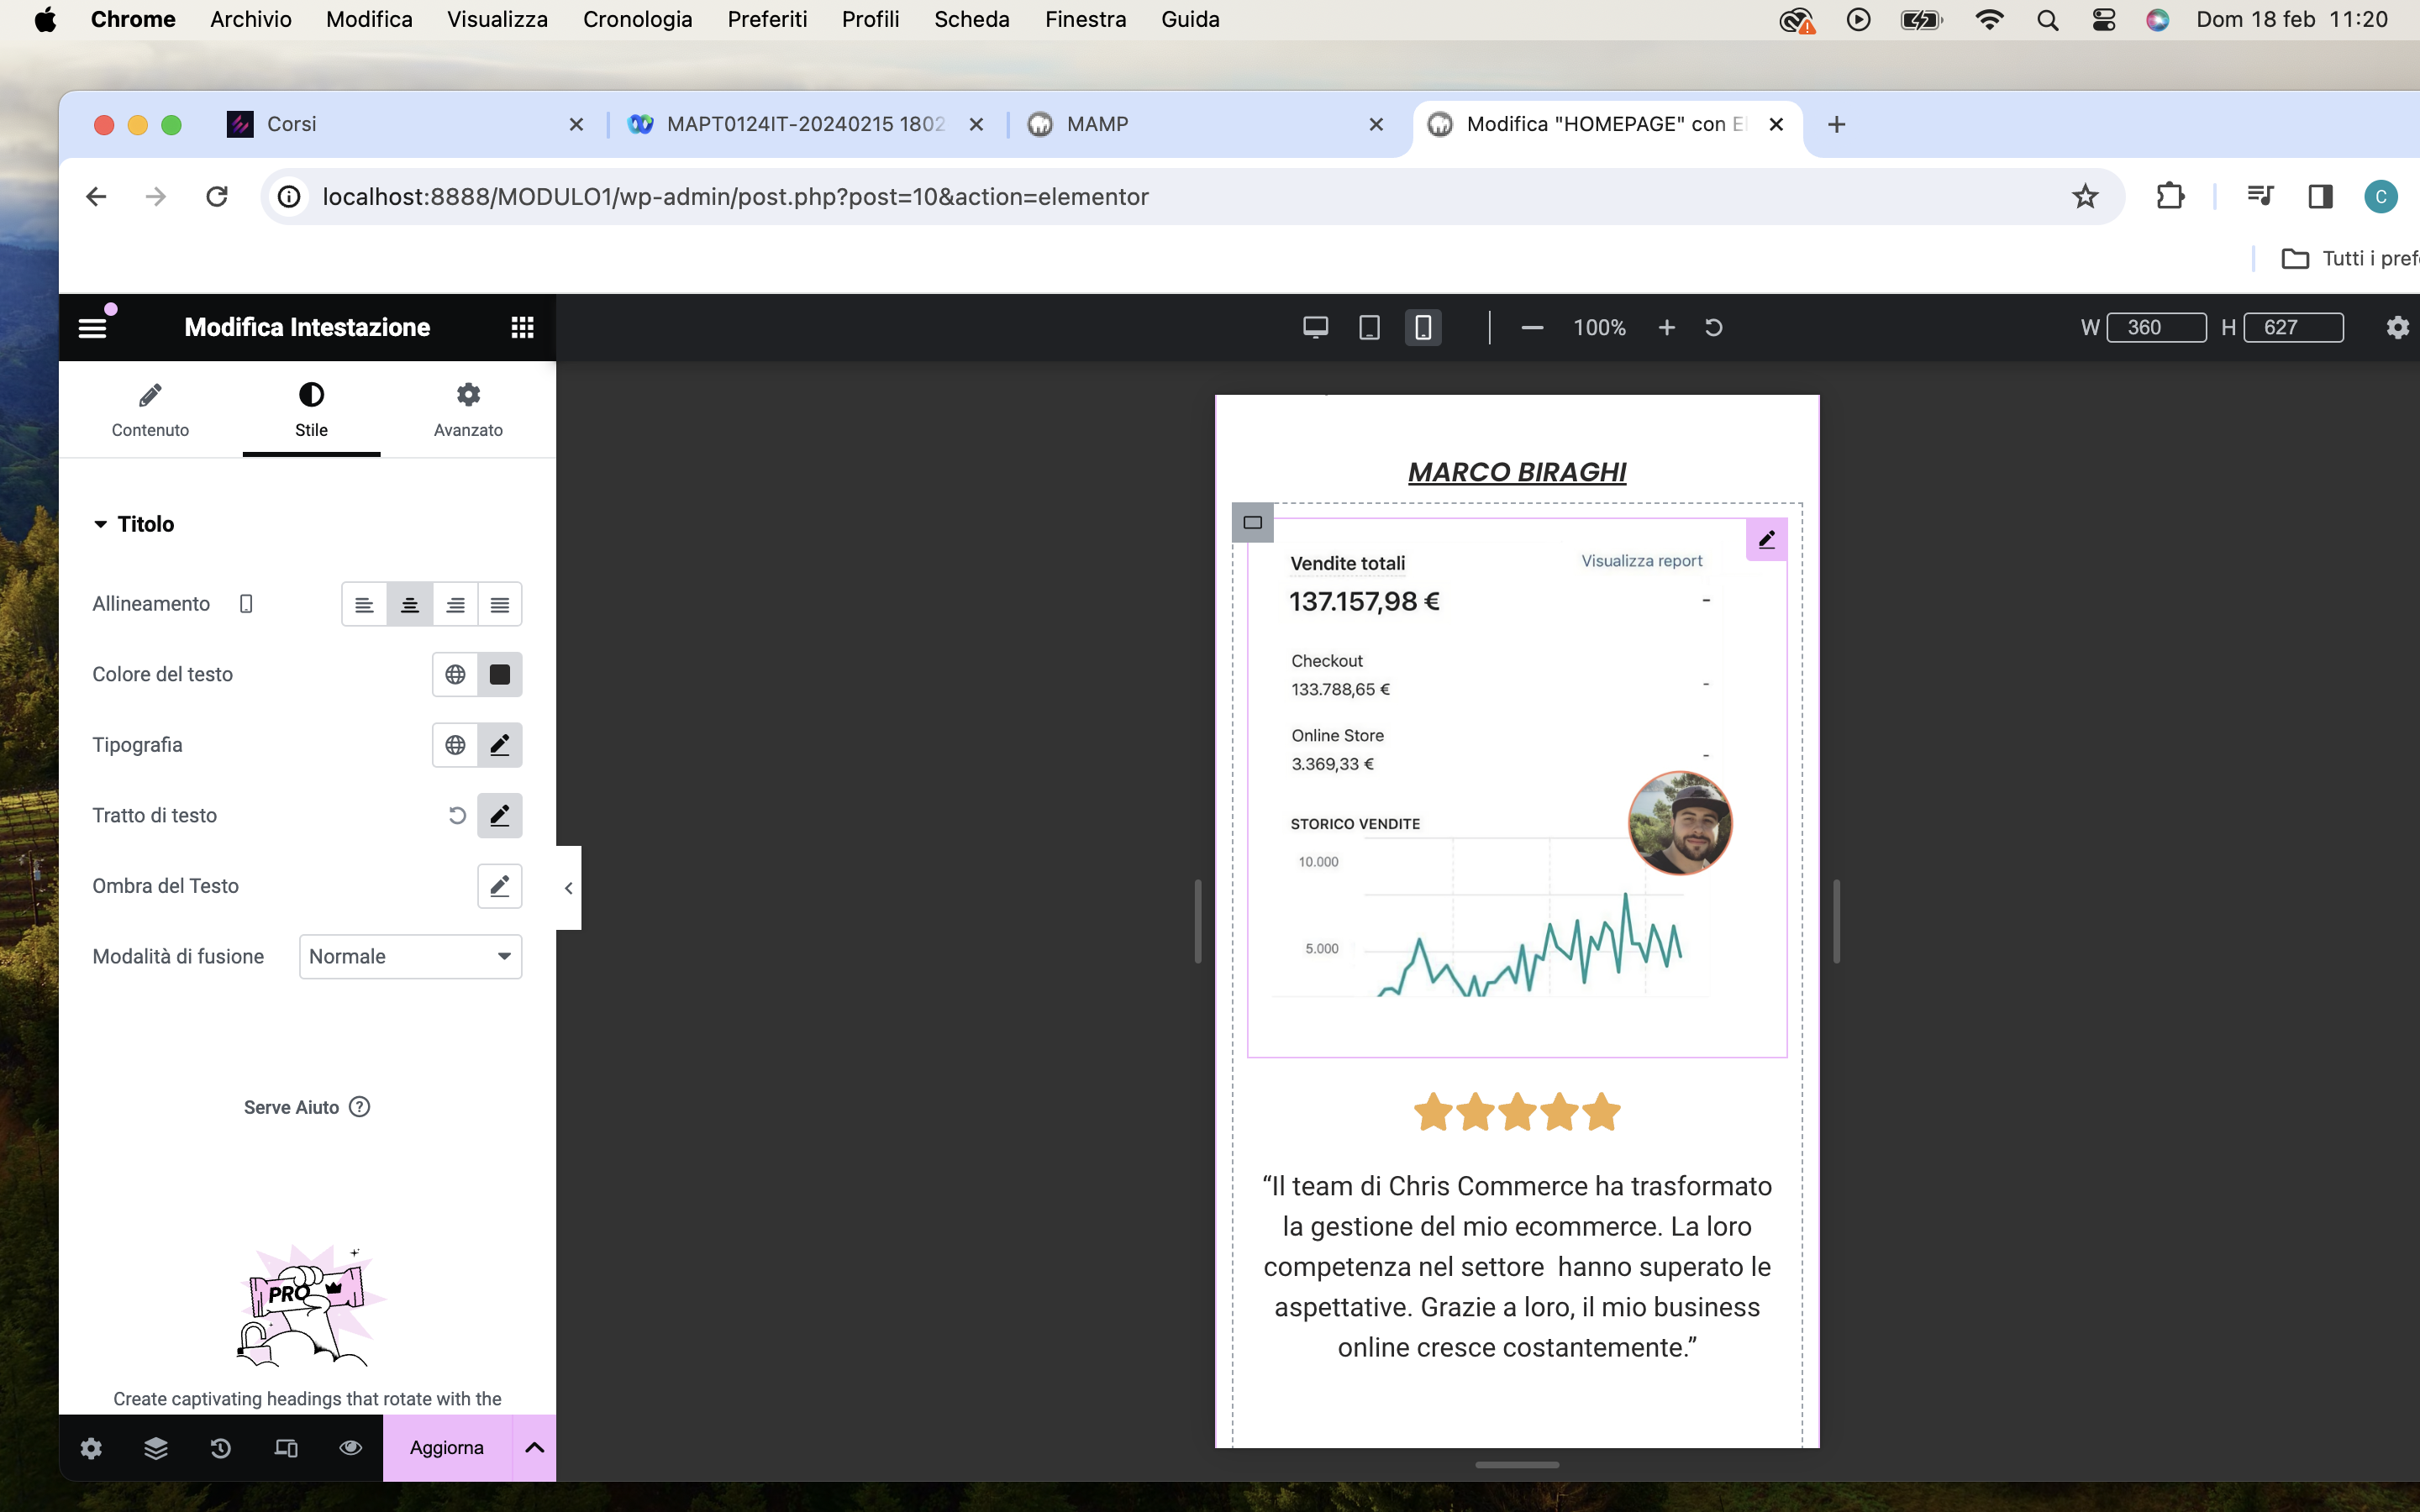 Chrome Archivio Modifica Visualizza Cronologia Preferiti Profili Scheda Finestra Guida Dom 18 feb 11:20
Corsi MAPT0124IT-20240215 1802 MAMP Modifica "HOMEPAGE" con El
localhost:8888/MODULO1/wp-admin/post.php?post=10&action=elementor C
Tutti i pref
Modifica Intestazione 100% W 360 H 627
Contenuto Stile Avanzato
Titolo
Allineamento
Colore del testo
Tipografia
Tratto di testo
Ombra del Testo
Modalità di fusione Normale
Serve Aiuto ?
PRO
Create captivating headings that rotate with the
Aggiorna
MARCO BIRAGHI
Vendite totali Visualizza report
137.157,98 € -
Checkout
133.788,65 € -
Online Store
3.369,33 € -
STORICO VENDITE
10.000
5.000
“Il team di Chris Commerce ha trasformato
la gestione del mio ecommerce. La loro
competenza nel settore  hanno superato le
aspettative. Grazie a loro, il mio business
online cresce costantemente.”